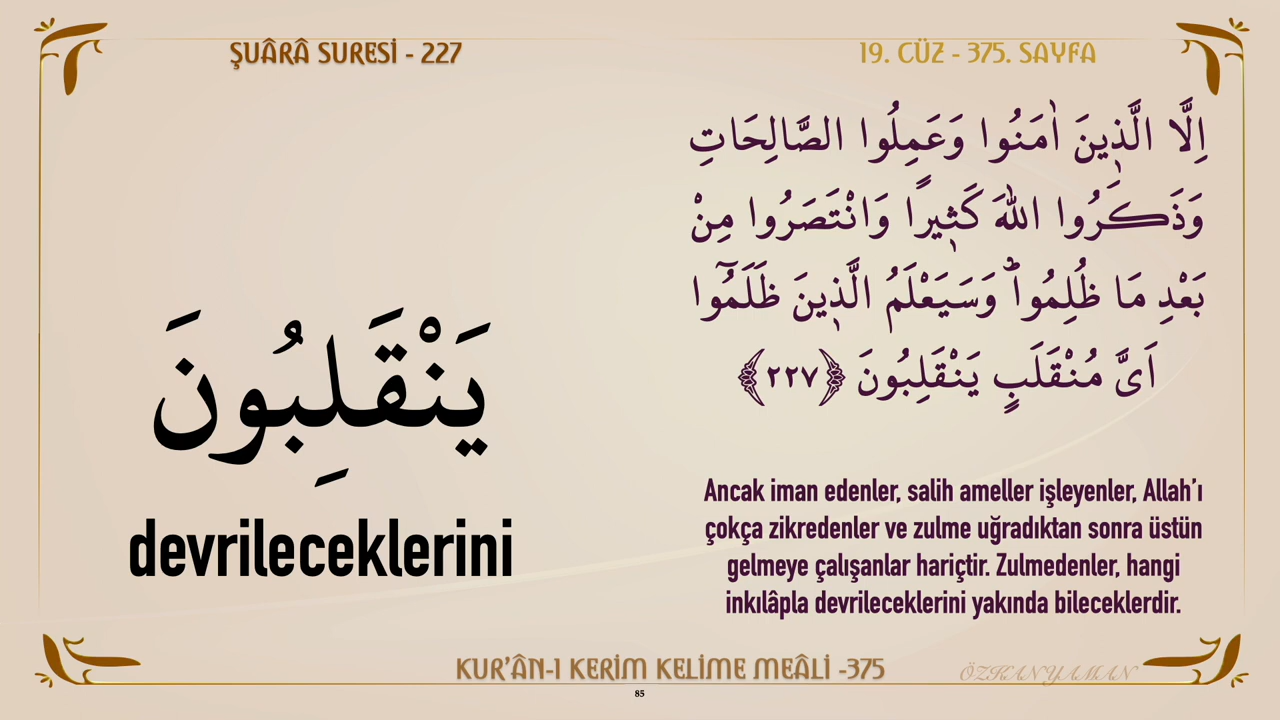 ŞUÂRÂ SURESİ - 227
19. CÜZ - 375. SAYFA
اِلَّا الَّذ۪ينَ اٰمَنُوا وَعَمِلُوا الصَّالِحَاتِ
وَذَكَرُوا اللّٰهَ كَث۪يرًا وَانْتَصَرُوا مِنْ
بَعْدِ مَا ظُلِمُواۜ وَسَيَعْلَمُ الَّذ۪ينَ ظَلَمُٓوا
اَىَّ مُنْقَلَبٍ يَنْقَلِبُونَ ﴿٢٢٧﴾
يَنْقَلِبُونَ
devrileceklerini
Ancak iman edenler, salih ameller işleyenler, Allah’ı
çokça zikredenler ve zulme uğradıktan sonra üstün
gelmeye çalışanlar hariçtir. Zulmedenler, hangi
inkılâpla devrileceklerini yakında bileceklerdir.
KUR’ÂN-I KERİM KELİME MEÂLİ -375
ÖZKAN YAMAN
85